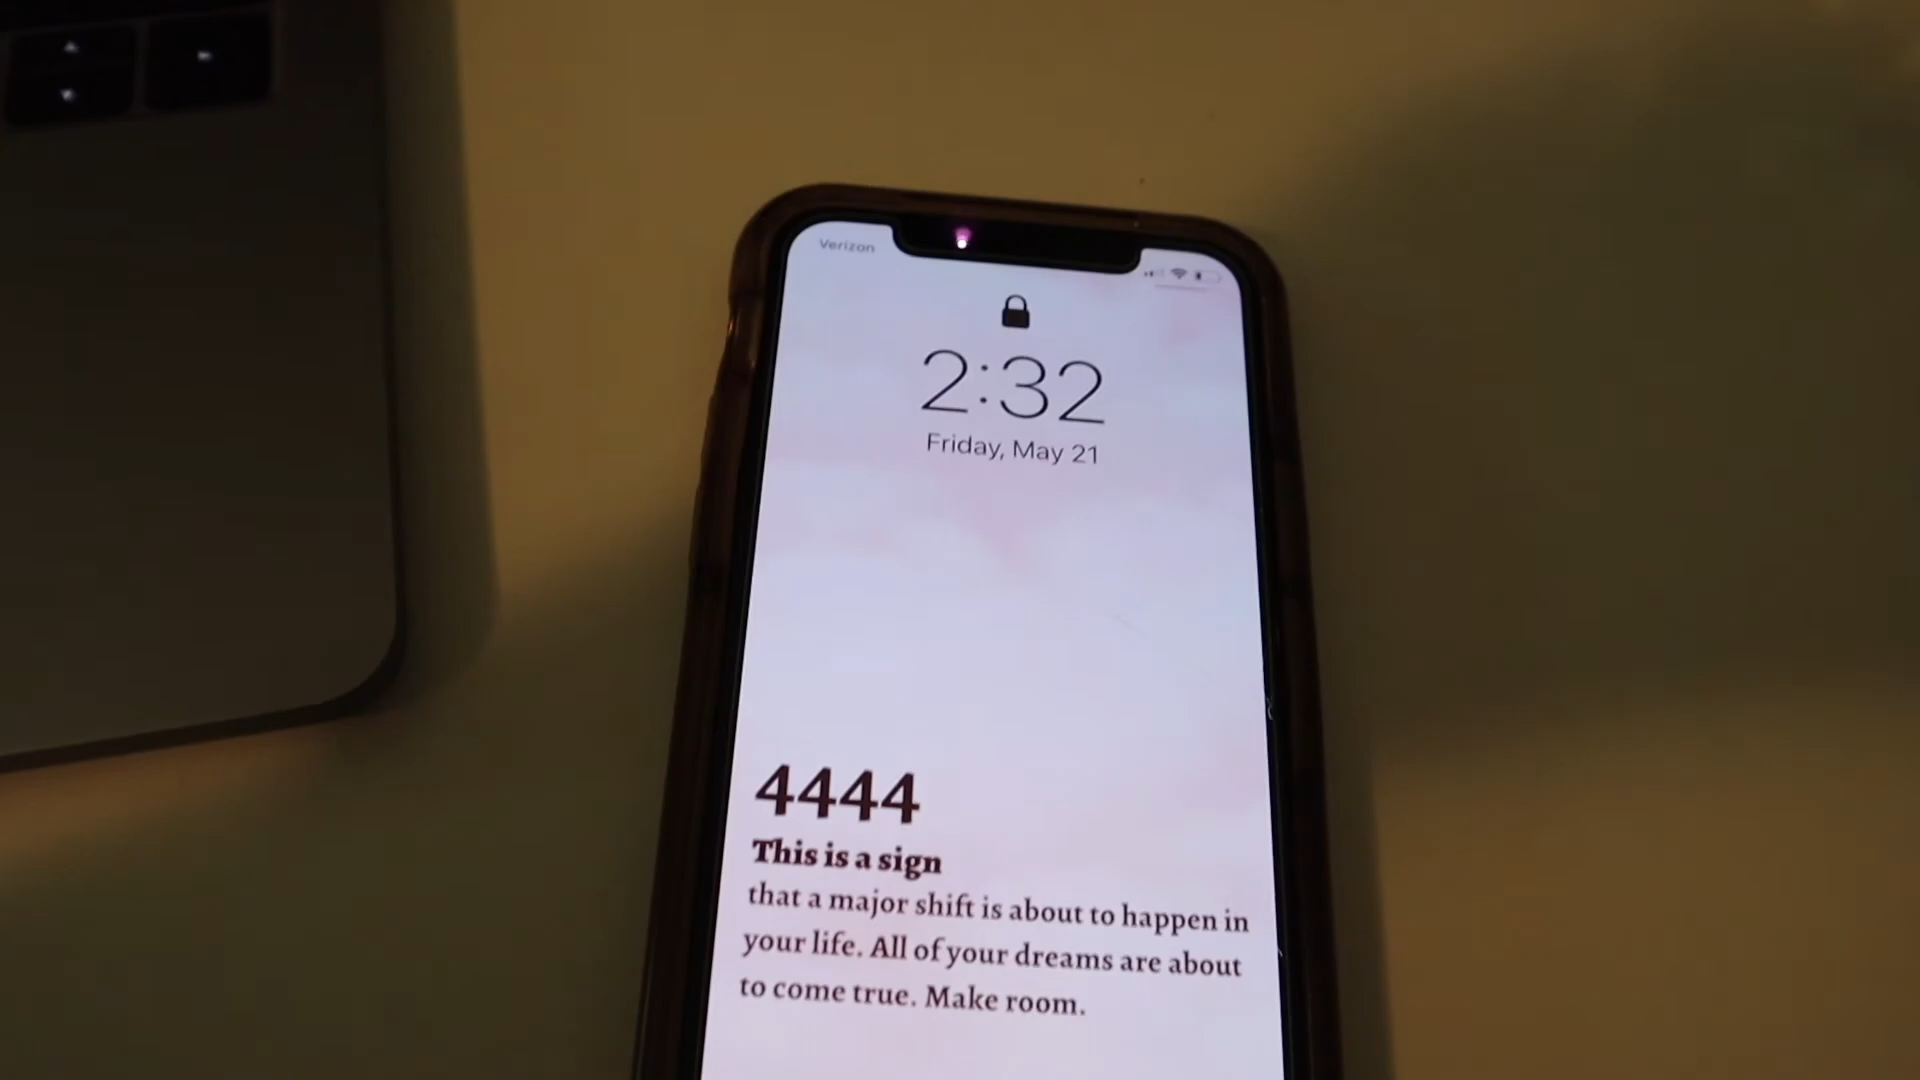 Verizon
2:32
Friday, May 21
4444
This is a sign
that a major shift is about to happen in
your life. All of your dreams are about
to come true. Make room.